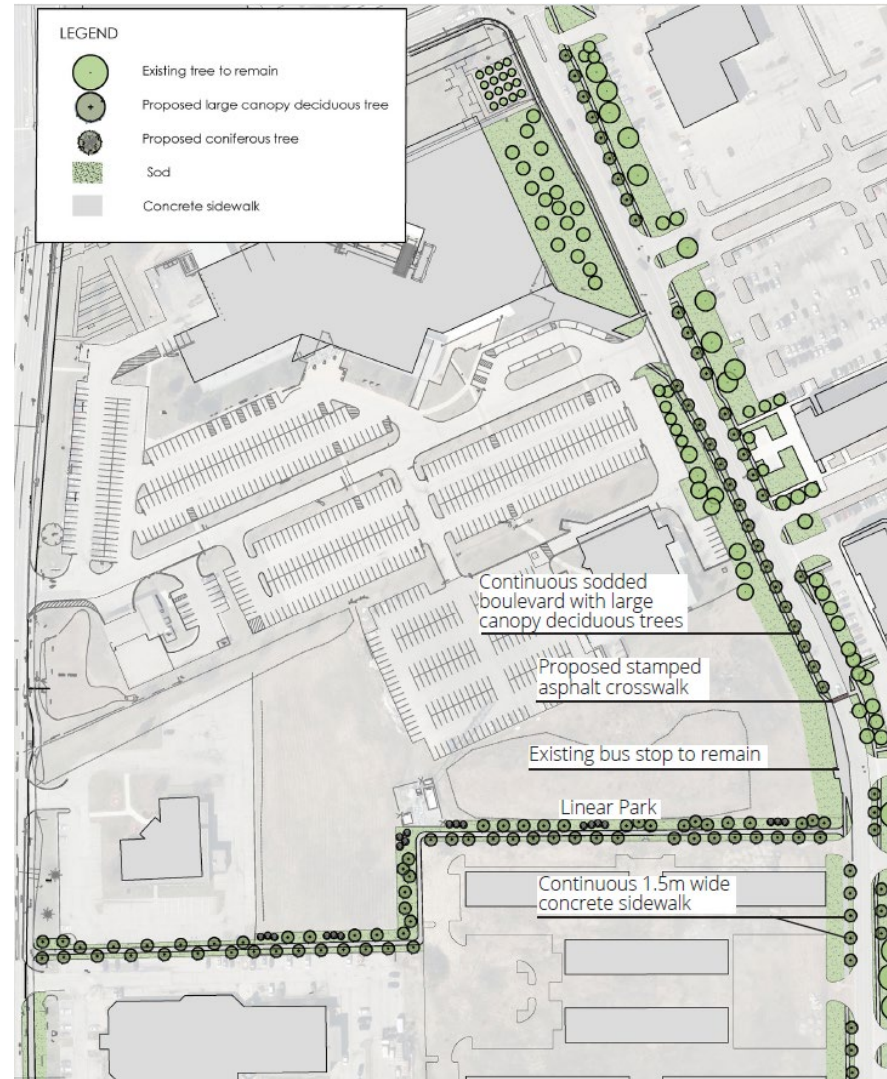 LEGEND
Existing tree to remain
Proposed large canopy deciduous tree
Proposed coniferous tree
Sod
Concrete sidewalk
Continuous sodded
boulevard with large
canopy deciduous trees
Proposed stamped
asphalt crosswalk
Existing bus stop to remain
Linear Park
Continuous 1.5m wide
concrete sidewalk